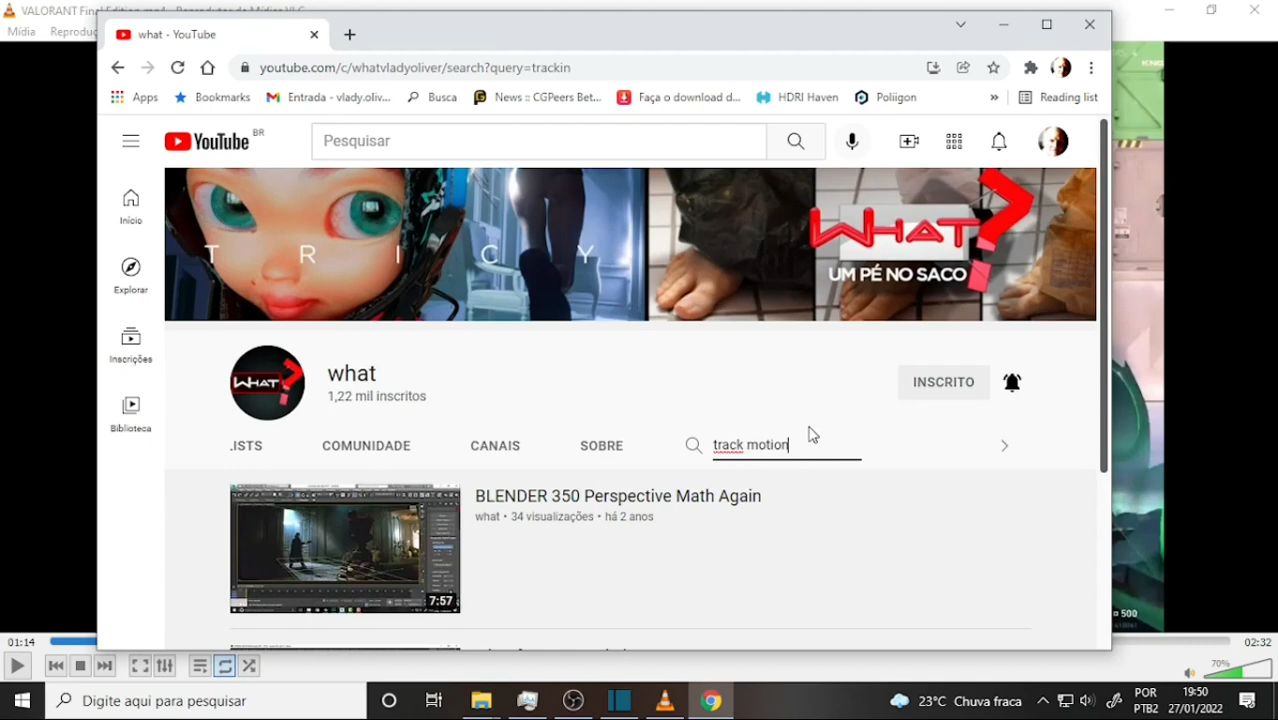 VALORANT Final Edition.mp4 - Reprodutor de Mídias VLC
Mídia Reproduç
what - YouTube
youtube.com/c/whatvladyoliver/search?query=trackin
Apps Bookmarks Entrada - vlady.oliv... Busca News :: CGPeers Bet... Faça o download d... HDRI Haven Poliigon » Reading list
YouTube BR
Pesquisar
Início
Explorar
Inscrições
Biblioteca
T R I C Y
WHAT?
UM PÉ NO SACO
WHAT?
what
1,22 mil inscritos
INSCRITO
.ISTS COMUNIDADE CANAIS SOBRE track motion
BLENDER 350 Perspective Math Again
what • 34 visualizações • há 2 anos
7:57
500
01:14 02:32
70%
Digite aqui para pesquisar
23°C Chuva fraca
POR
PTB2
19:50
27/01/2022